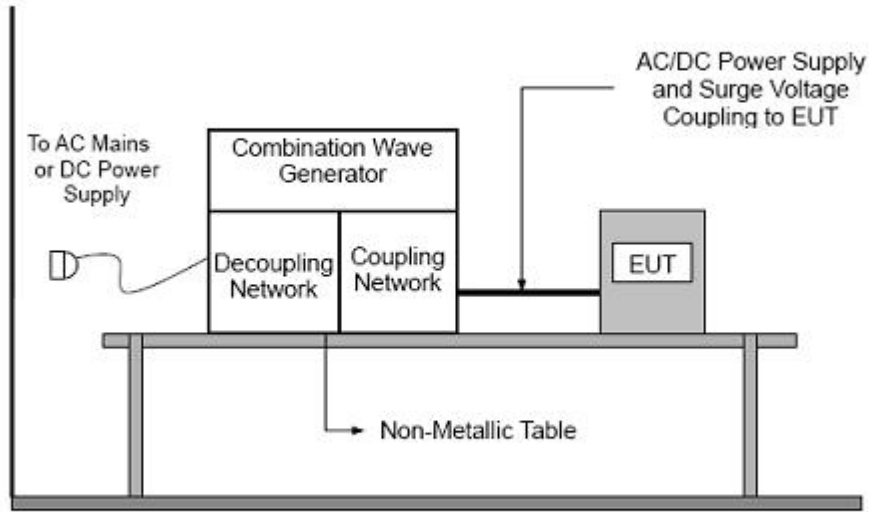 AC/DC Power Supply
and Surge Voltage
Coupling to EUT
To AC Mains
or DC Power
Supply
Combination Wave
Generator
Decoupling
Network
Coupling
Network
EUT
Non-Metallic Table